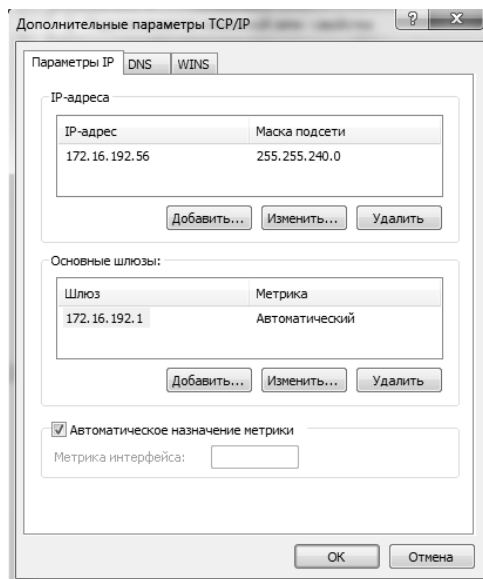 Дополнительные параметры TCP/IP
Параметры IP DNS WINS
IP-адреса
IP-адрес Маска подсети
172.16.192.56 255.255.240.0
Добавить... Изменить... Удалить
Основные шлюзы:
Шлюз Метрика
172.16.192.1 Автоматический
Добавить... Изменить... Удалить
Автоматическое назначение метрики
Метрика интерфейса:
OK Отмена